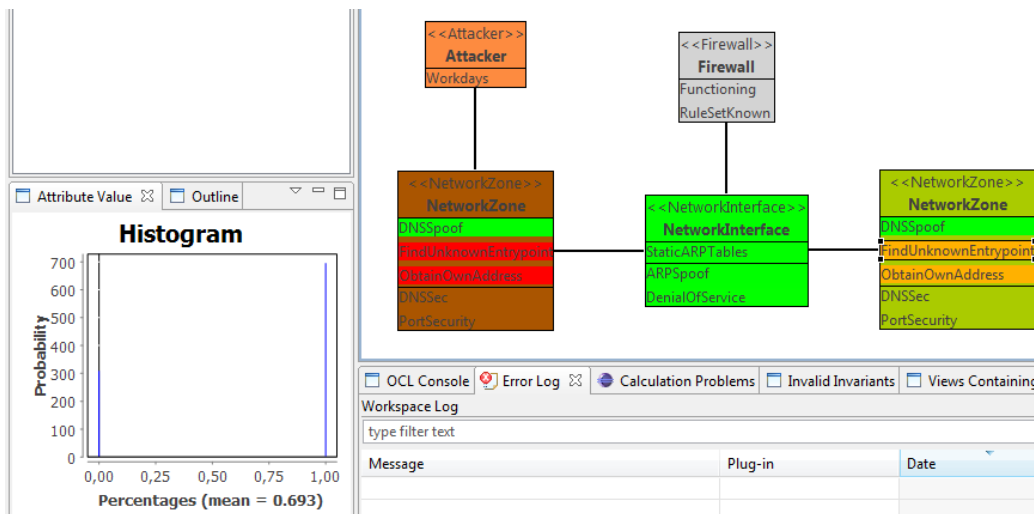 <<Attacker>>
Attacker
Workdays
<<Firewall>>
Firewall
Functioning
RuleSetKnown
<<NetworkZone>>
NetworkZone
DNSSpoof
FindUnknownEntrypoint
ObtainOwnAddress
DNSSec
PortSecurity
<<NetworkInterface>>
NetworkInterface
StaticARPTables
ARPSpoof
DenialOfService
<<NetworkZone>>
NetworkZone
DNSSpoof
FindUnknownEntrypoint
ObtainOwnAddress
DNSSec
PortSecurity
Attribute Value Outline
Histogram
Probability
700
600
500
400
300
200
100
0
0,00 0,25 0,50 0,75 1,00
Percentages (mean = 0.693)
OCL Console Error Log Calculation Problems Invalid Invariants Views Containing
Workspace Log
type filter text
Message Plug-in Date